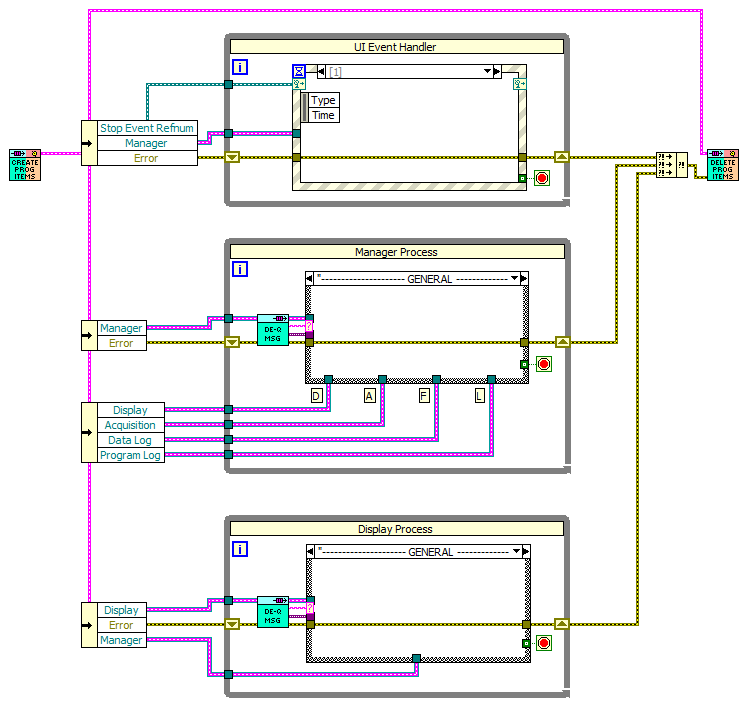 UI Event Handler
i
[1]
Type
Time
Stop Event Refnum
Manager
Error
CREATE
PROG
ITEMS
?!
?!
?!
?!
DELETE
PROG
ITEMS
Manager Process
i
"---------------------- GENERAL -------------
Manager
Error
DE-Q
MSG
?
D
A
F
L
Display
Acquisition
Data Log
Program Log
Display Process
i
"---------------------- GENERAL -------------
Display
Error
Manager
DE-Q
MSG
?